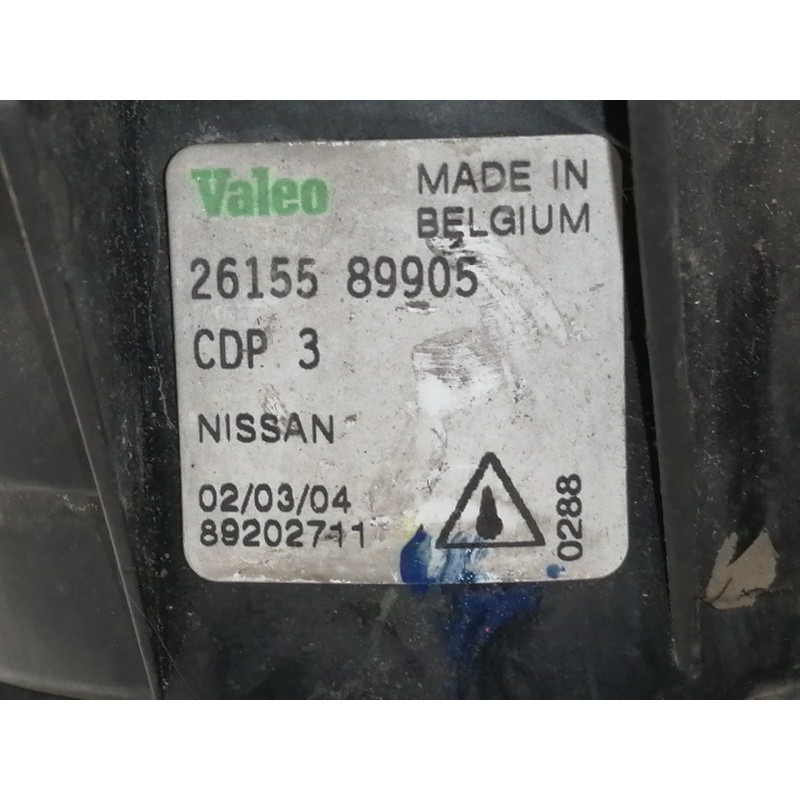 Valeo
MADE IN
BELGIUM
26155 89905
CDP 3
NISSAN
02/03/04
89202711
0288